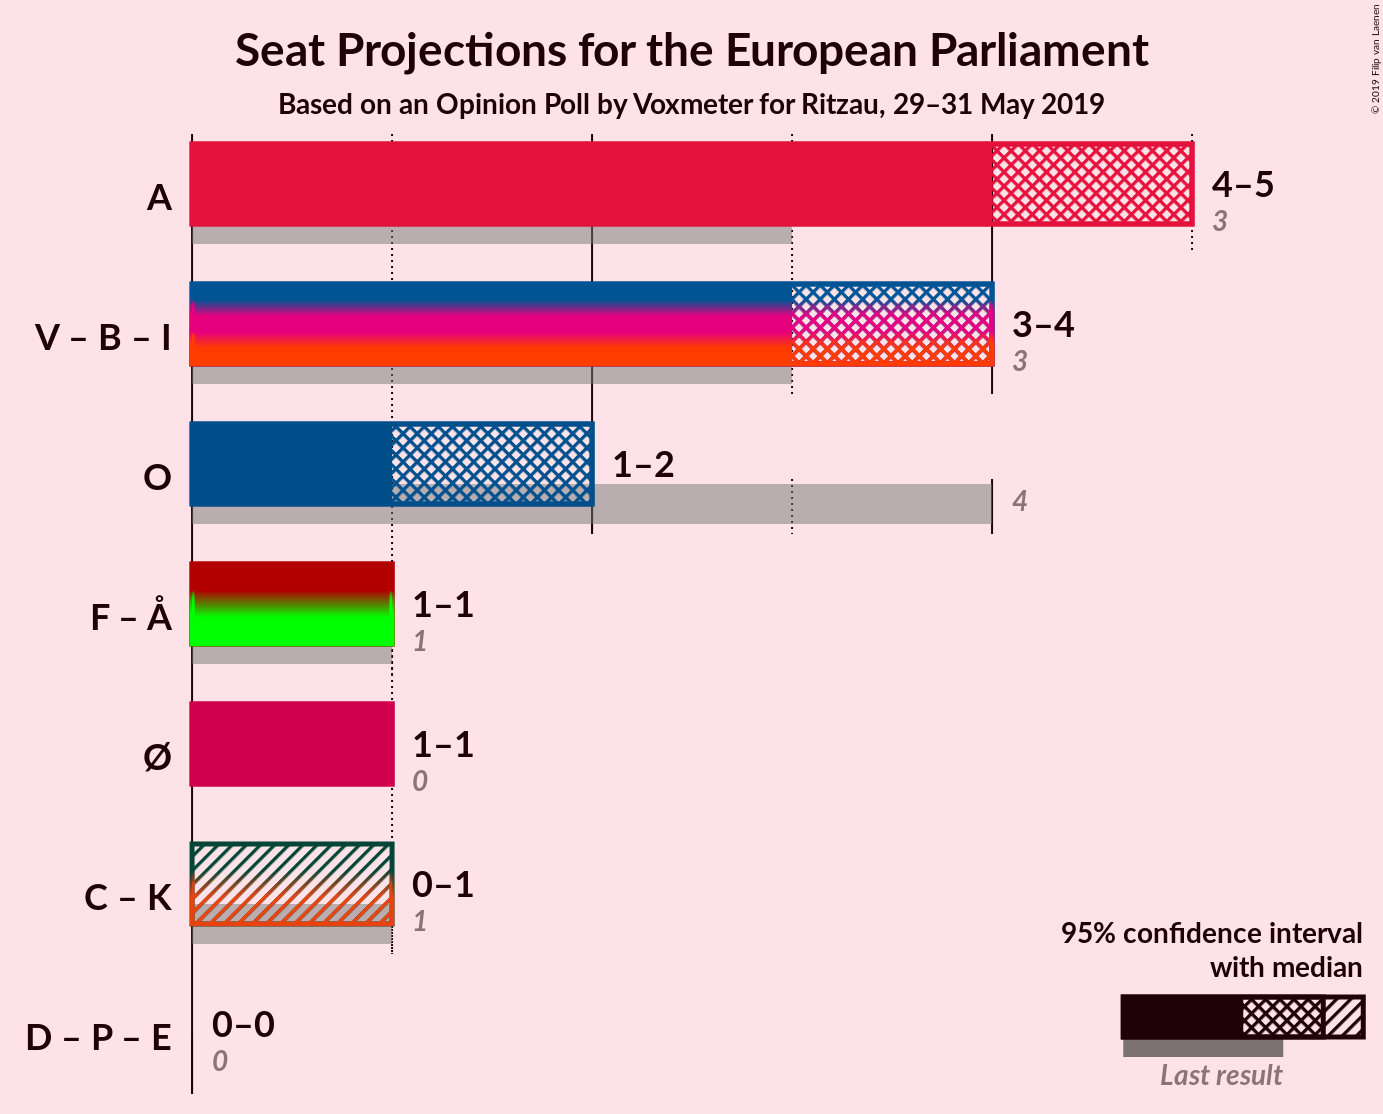 Seat Projections for the European Parliament
Based on an Opinion Poll by Voxmeter for Ritzau, 29–31 May 2019
© 2019 Filip van Laenen
A
4–5
3
V – B – I
3–4
3
O
1–2
4
F – Å
1–1
1
Ø
1–1
0
C – K
0–1
1
D – P – E
0–0
0
95% confidence interval
with median
Last result